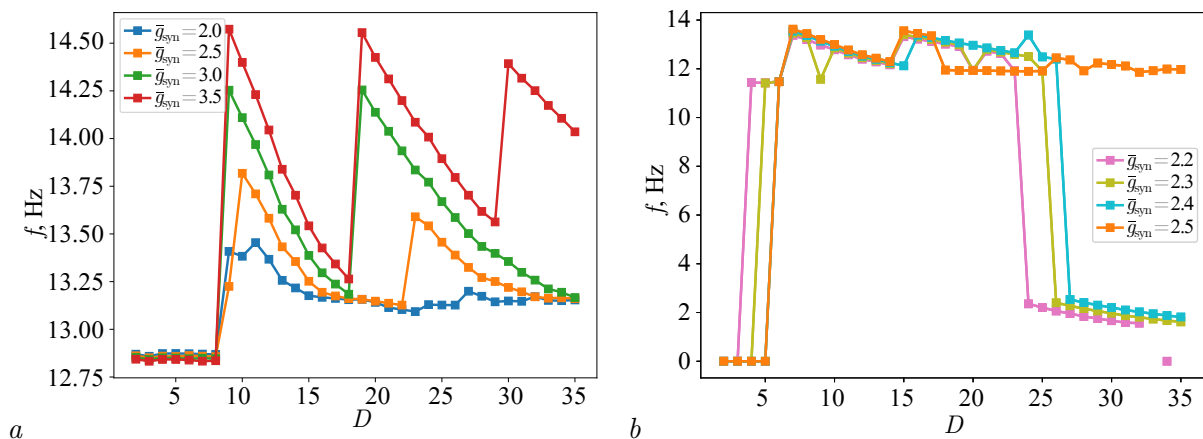 14.50
14.25
14.00
13.75
13.50
13.25
13.00
12.75
f, Hz
ḡsyn = 2.0
ḡsyn = 2.5
ḡsyn = 3.0
ḡsyn = 3.5
5 10 15 20 25 30 35
D
a
14
12
10
8
6
4
2
0
f, Hz
ḡsyn = 2.2
ḡsyn = 2.3
ḡsyn = 2.4
ḡsyn = 2.5
5 10 15 20 25 30 35
D
b